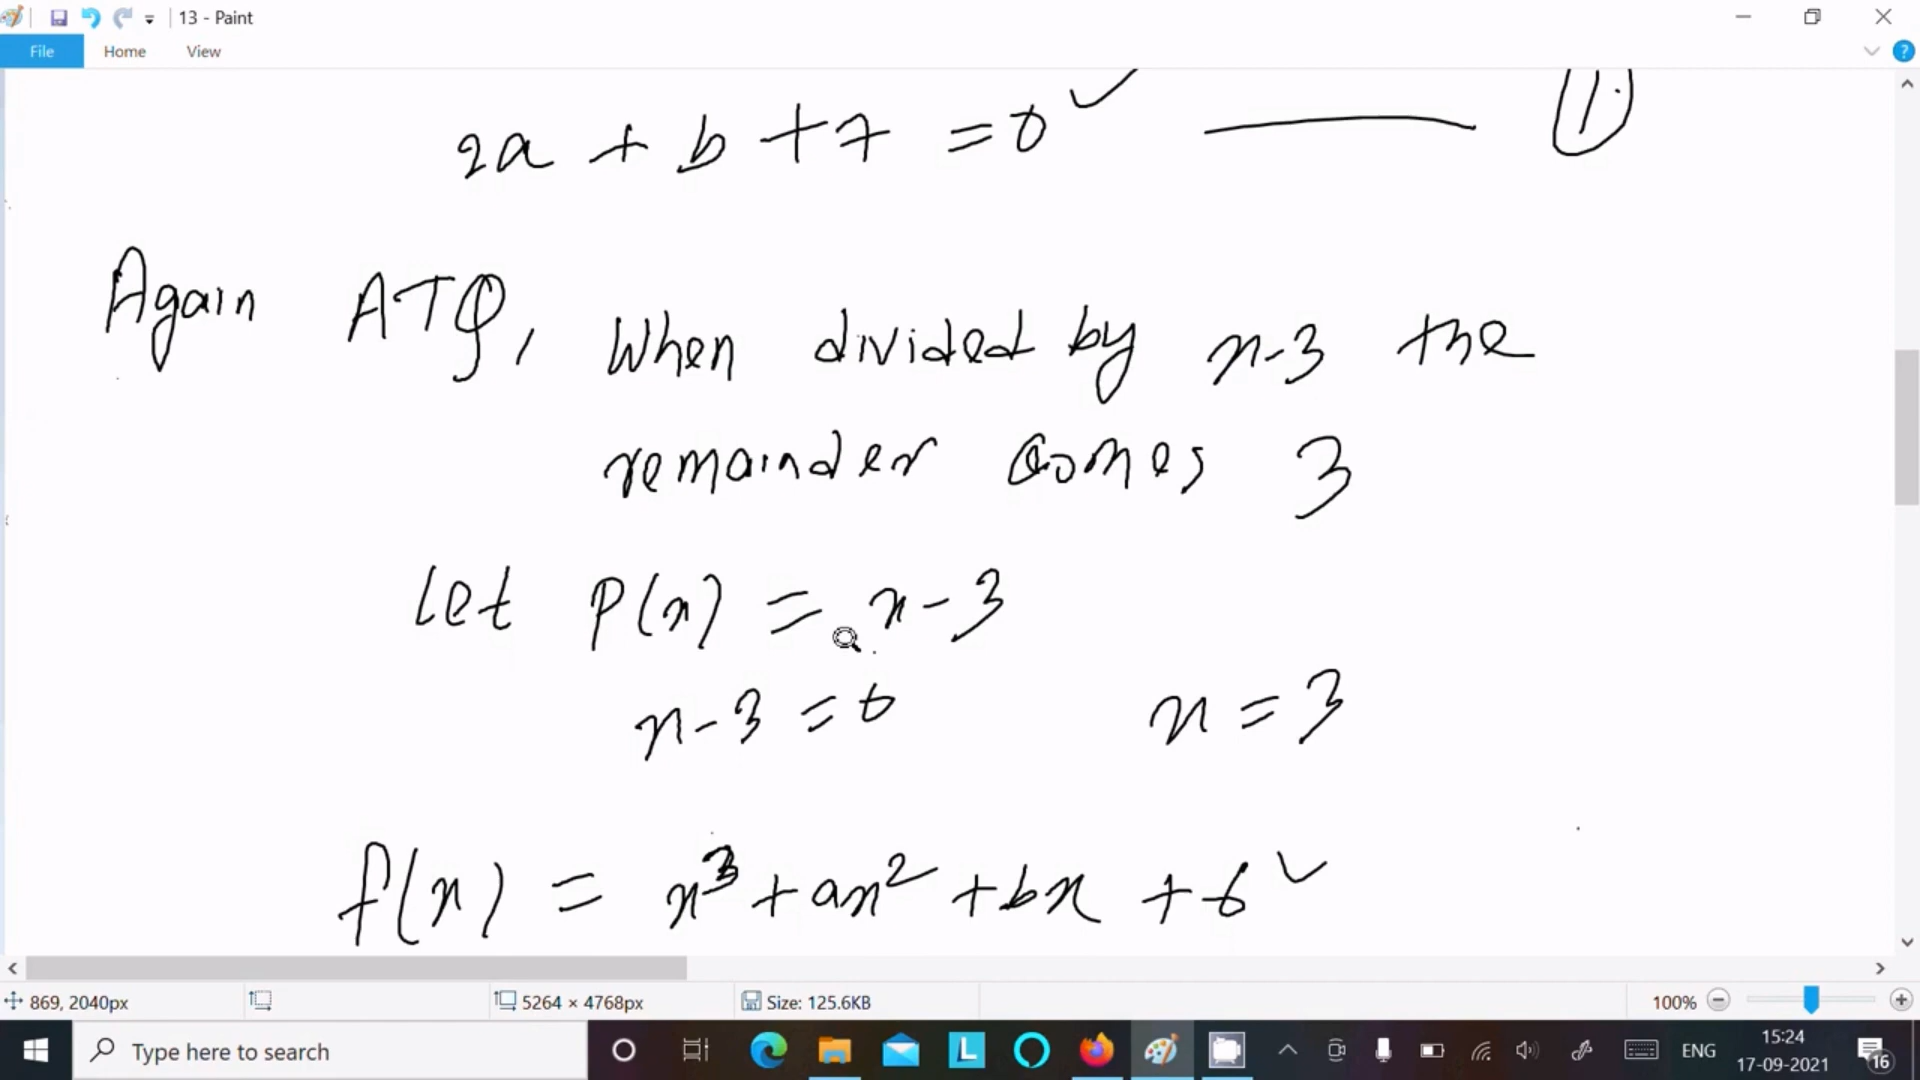 13 - Paint
File Home View
2a + b + 7 = 0 ✓ ——— ①
Again ATQ, When divided by x-3 the
remainder comes 3
Let P(x) = x-3
x-3 = 0 x = 3
f(x) = x³ + ax² + bx + 6 ✓
869, 2040px 5264 × 4768px Size: 125.6KB 100%
Type here to search L ENG 15:24
17-09-2021 16